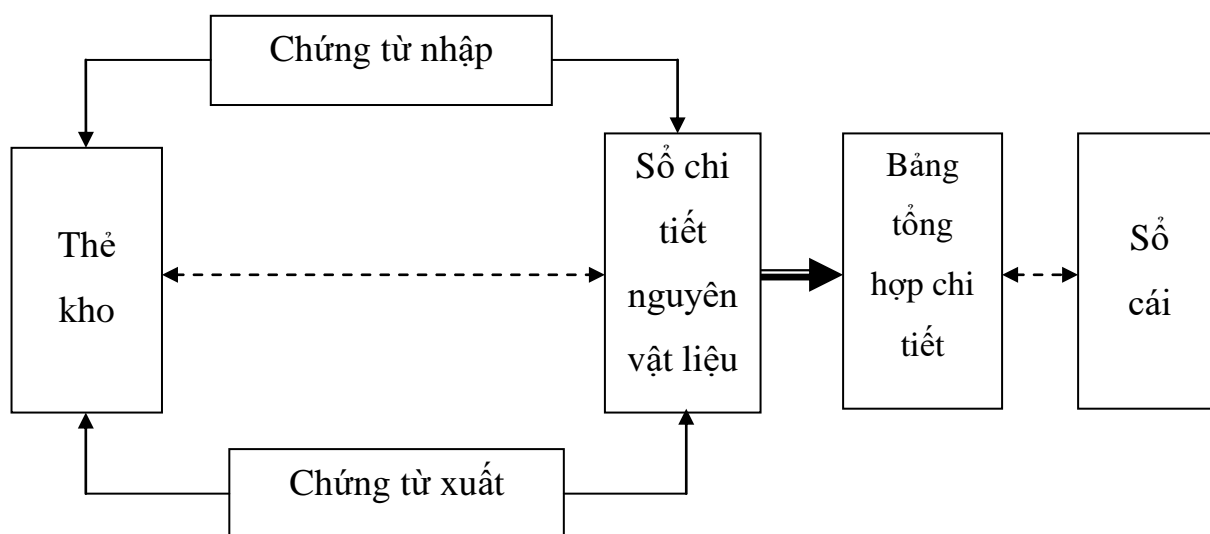 Chứng từ nhập
Thẻ
kho
Sổ chi
tiết
nguyên
vật liệu
Bảng
tổng
hợp chi
tiết
Sổ
cái
Chứng từ xuất